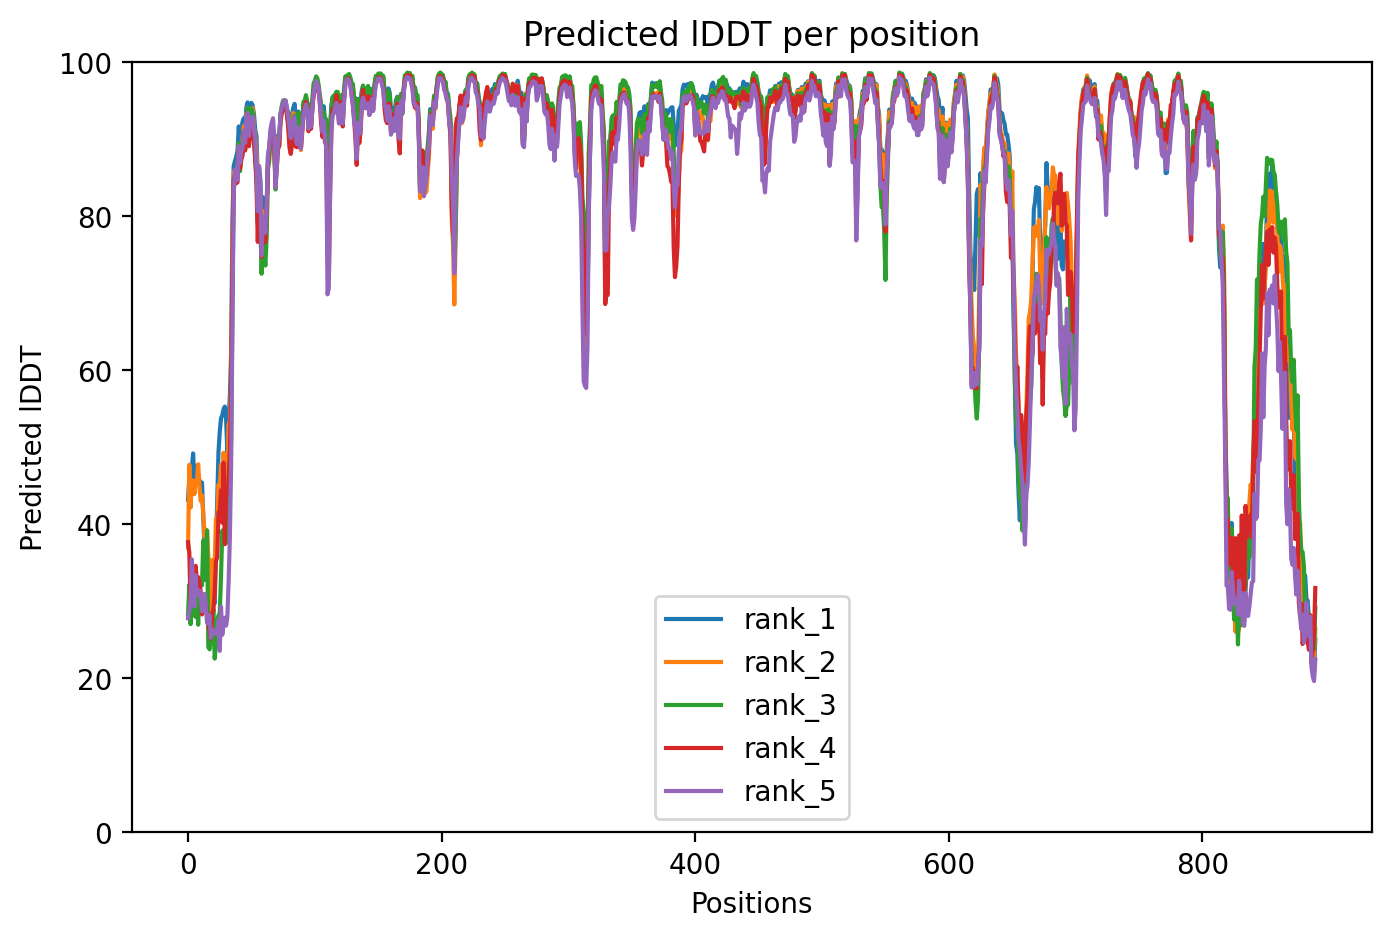 Predicted lDDT per position
100
80
60
40
20
0
Predicted lDDT
0 200 400 600 800
Positions
rank_1
rank_2
rank_3
rank_4
rank_5